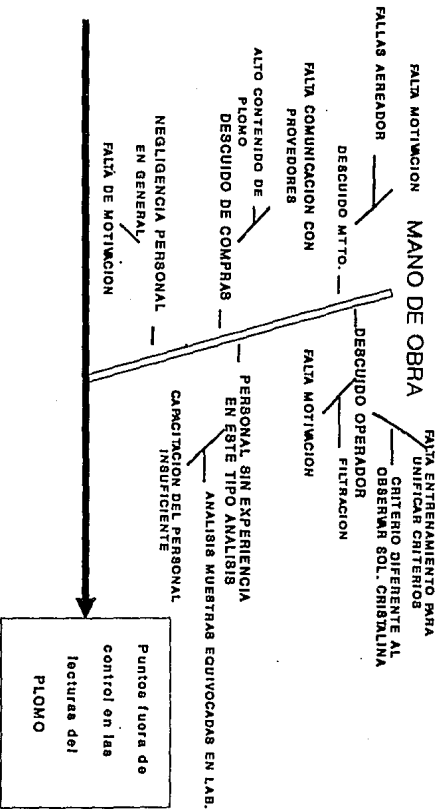 MANO DE OBRA
FALTA MOTIVACION
FALLAS AEREADOR
DESCUIDO MTTO.
FALTA COMUNICACION CON
PROVEDORES
ALTO CONTENIDO DE
PLOMO
DESCUIDO DE COMPRAS
NEGLIGENCIA PERSONAL
EN GENERAL
FALTA DE MOTIVACION
FALTA ENTRENAMIENTO PARA
UNIFICAR CRITERIOS
CRITERIO DIFERENTE AL
OBSERVAR SOL. CRISTALINA
DESCUIDO OPERADOR
FILTRACION
FALTA MOTIVACION
PERSONAL SIN EXPERIENCIA
EN ESTE TIPO ANALISIS
ANALISIS MUESTRAS EQUIVOCADAS EN LAB.
CAPACITACION DEL PERSONAL
INSUFICIENTE
Puntos fuera de
control en las
lecturas del
PLOMO